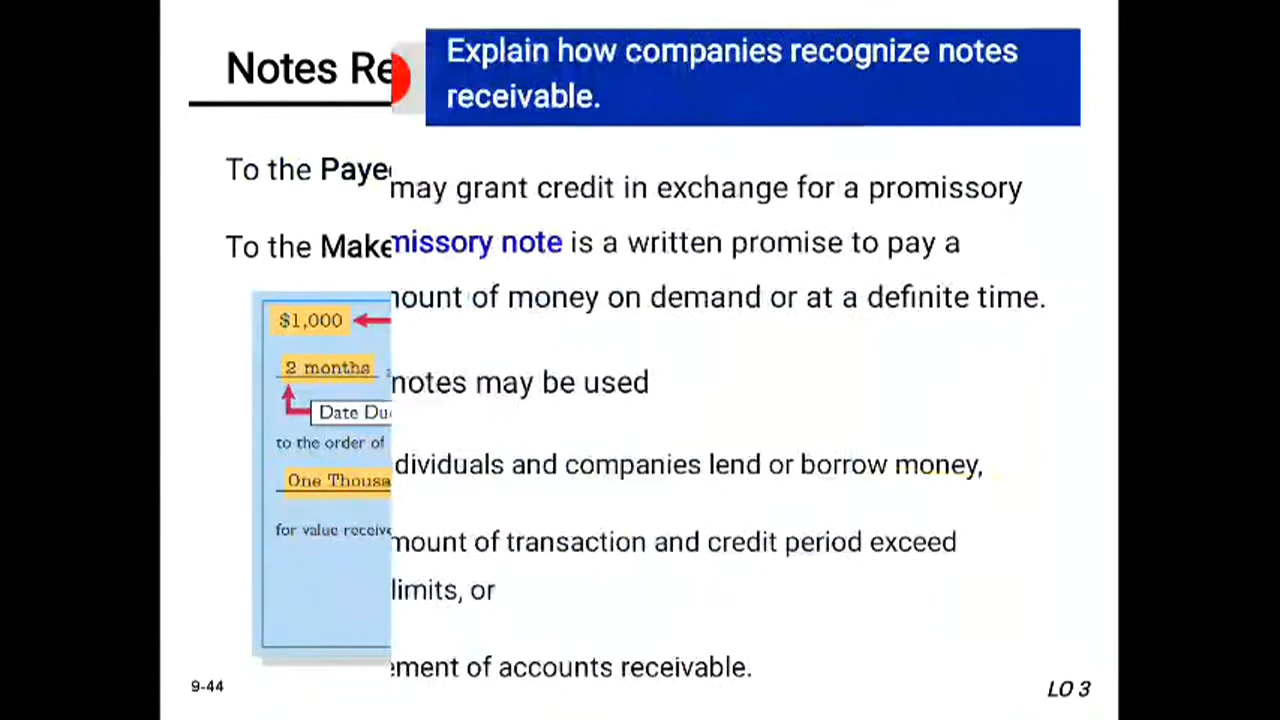 Notes Re
Explain how companies recognize notes
receivable.
To the Paye
may grant credit in exchange for a promissory
To the Make
missory note is a written promise to pay a
nount of money on demand or at a definite time.
$1,000
2 months
notes may be used
Date Du
to the order of
dividuals and companies lend or borrow money,
One Thousa
for value receive
mount of transaction and credit period exceed
limits, or
ement of accounts receivable.
9-44
LO 3